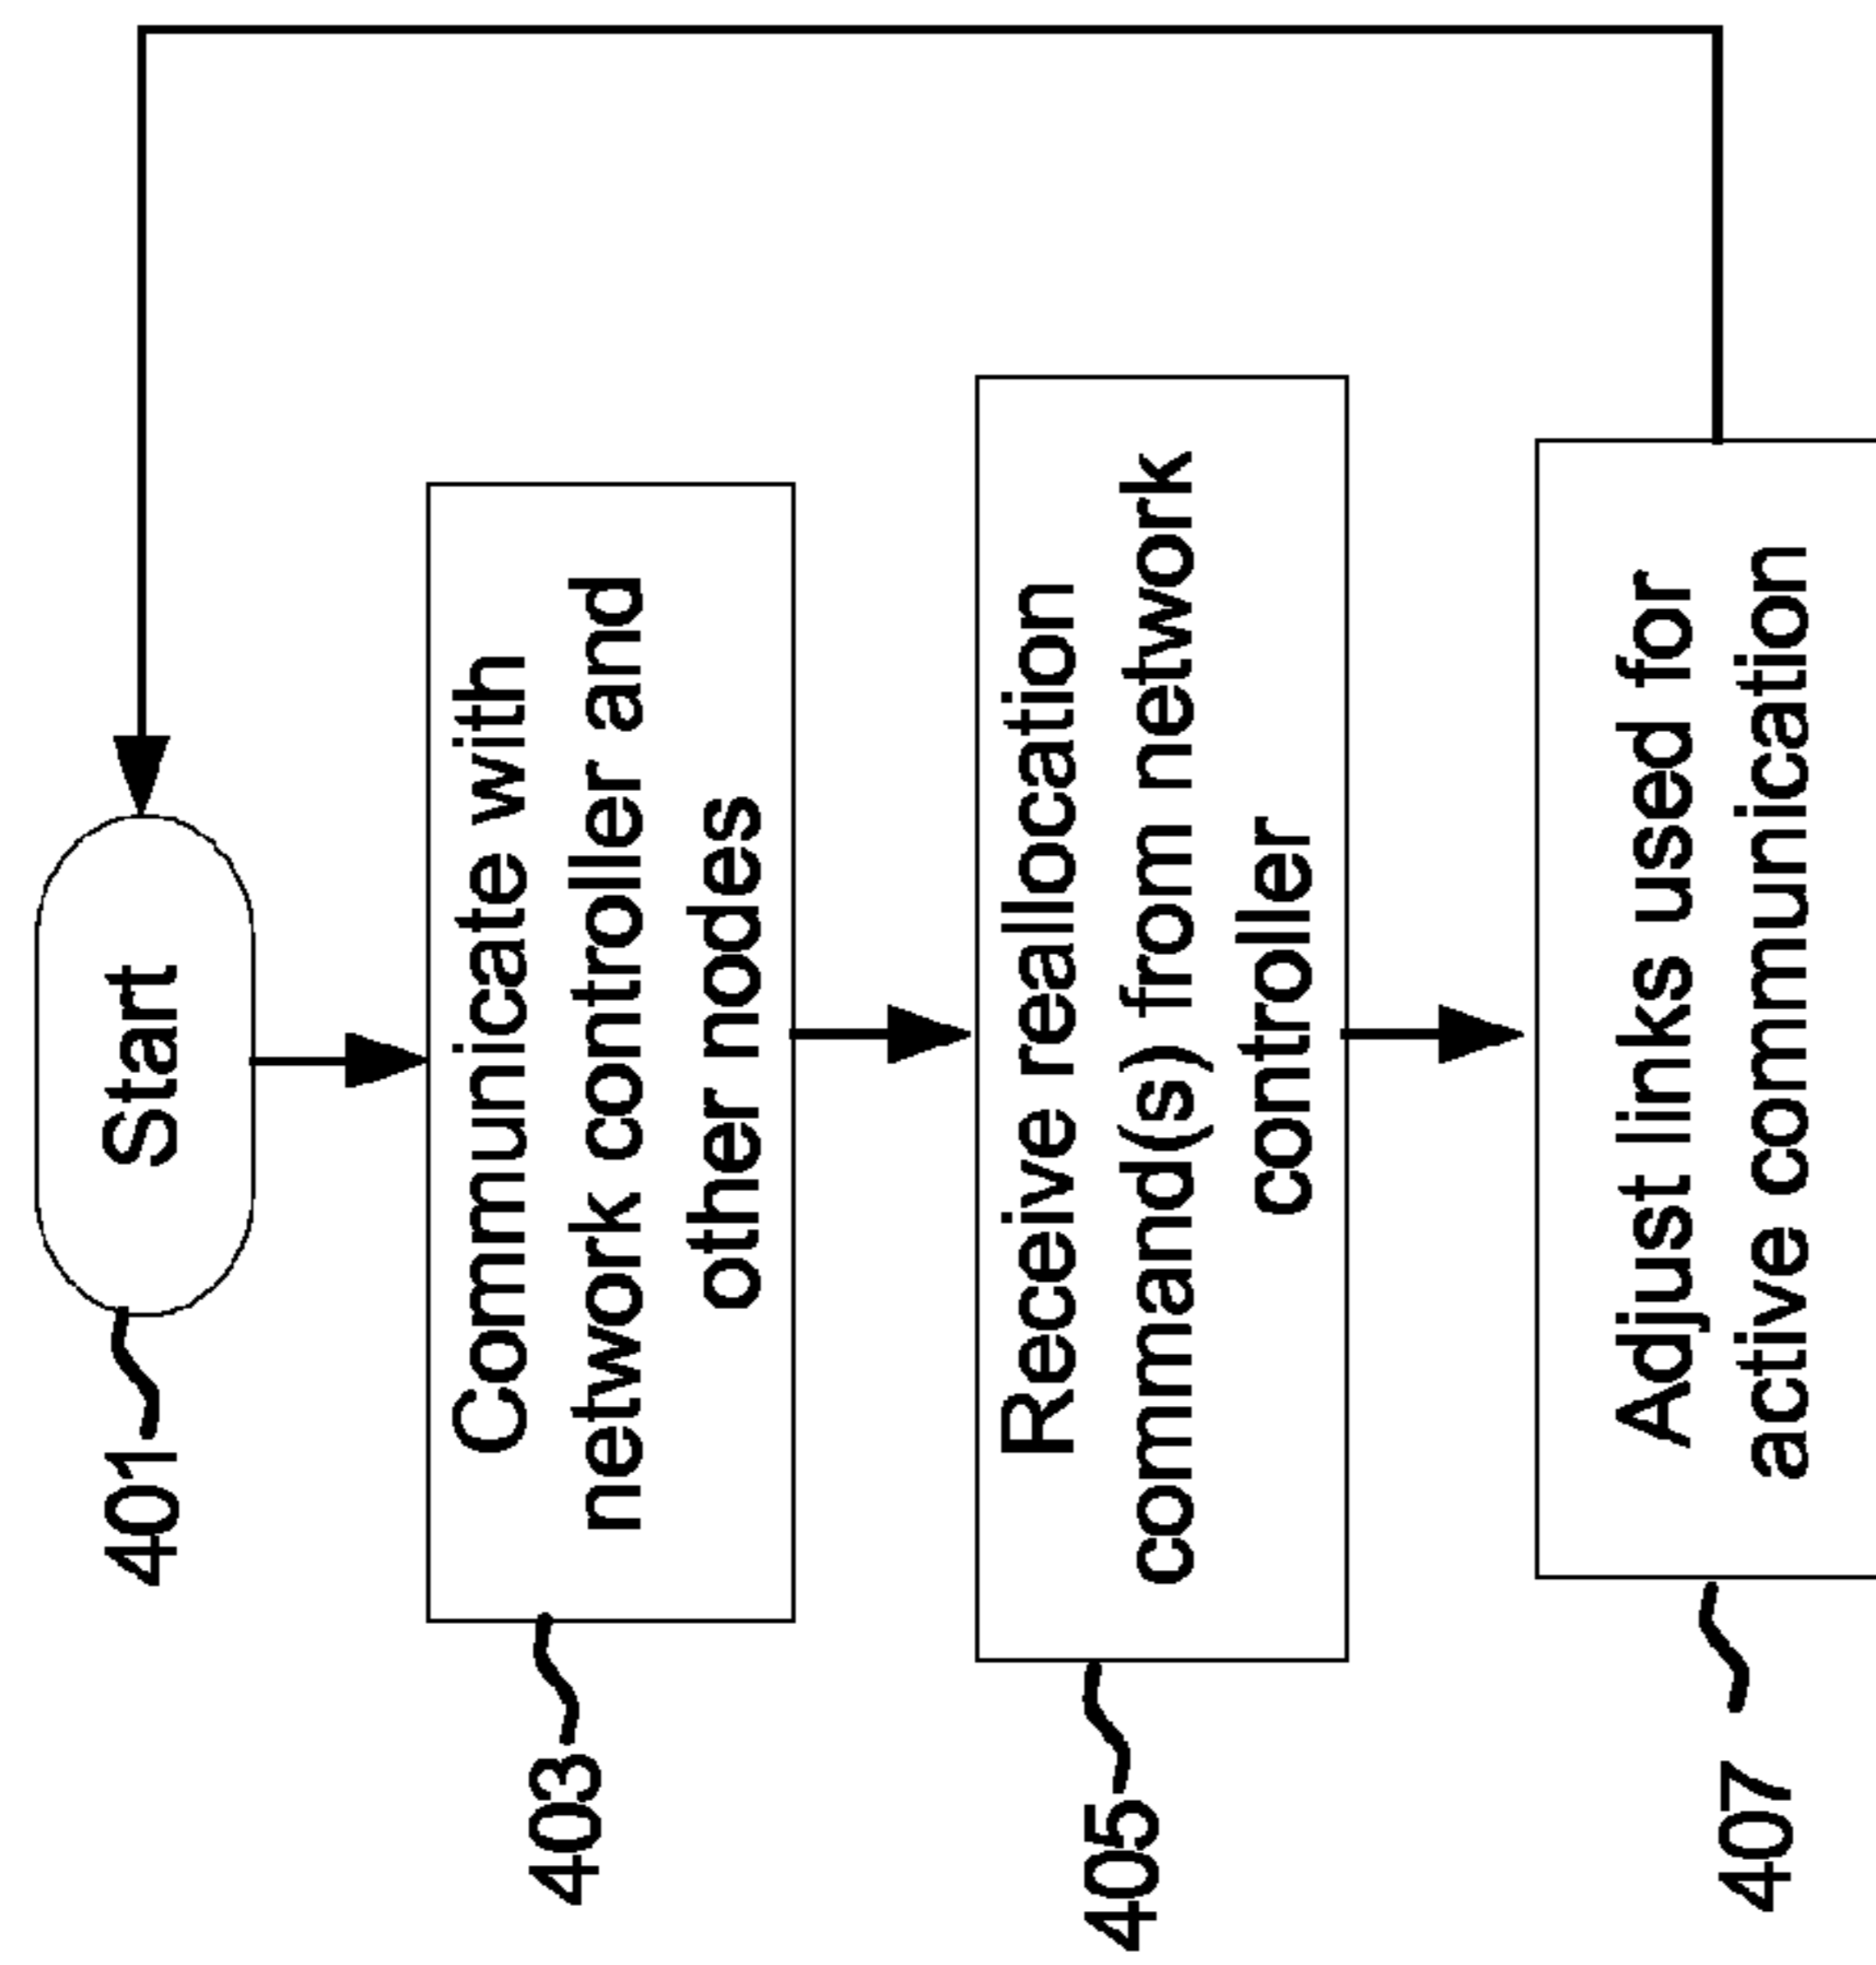 401
Start
403
Communicate with
network controller and
other nodes
405
Receive reallocation
command(s) from network
controller
407
Adjust links used for
active communication